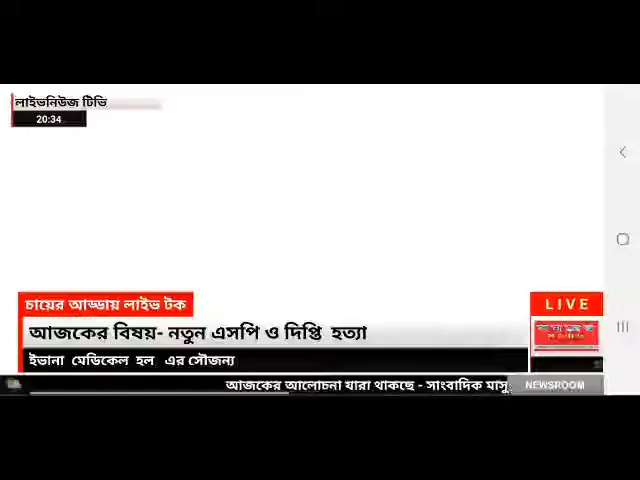 লাইভনিউজ টিভি
20:34
চায়ের আড্ডায় লাইভ টক
LIVE
আজকের বিষয়- নতুন এসপি ও দিপ্তি হত্যা
ইভানা মেডিকেল হল এর সৌজন্য
আজকের আলোচনা যারা থাকছে - সাংবাদিক মাসু
NEWSROOM